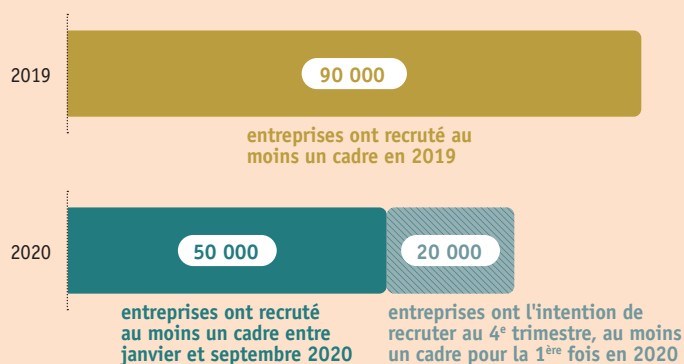 2019
90 000
entreprises ont recruté au
moins un cadre en 2019
2020
50 000
20 000
entreprises ont recruté
au moins un cadre entre
janvier et septembre 2020
entreprises ont l'intention de
recruter au 4e trimestre, au moins
un cadre pour la 1ère fois en 2020